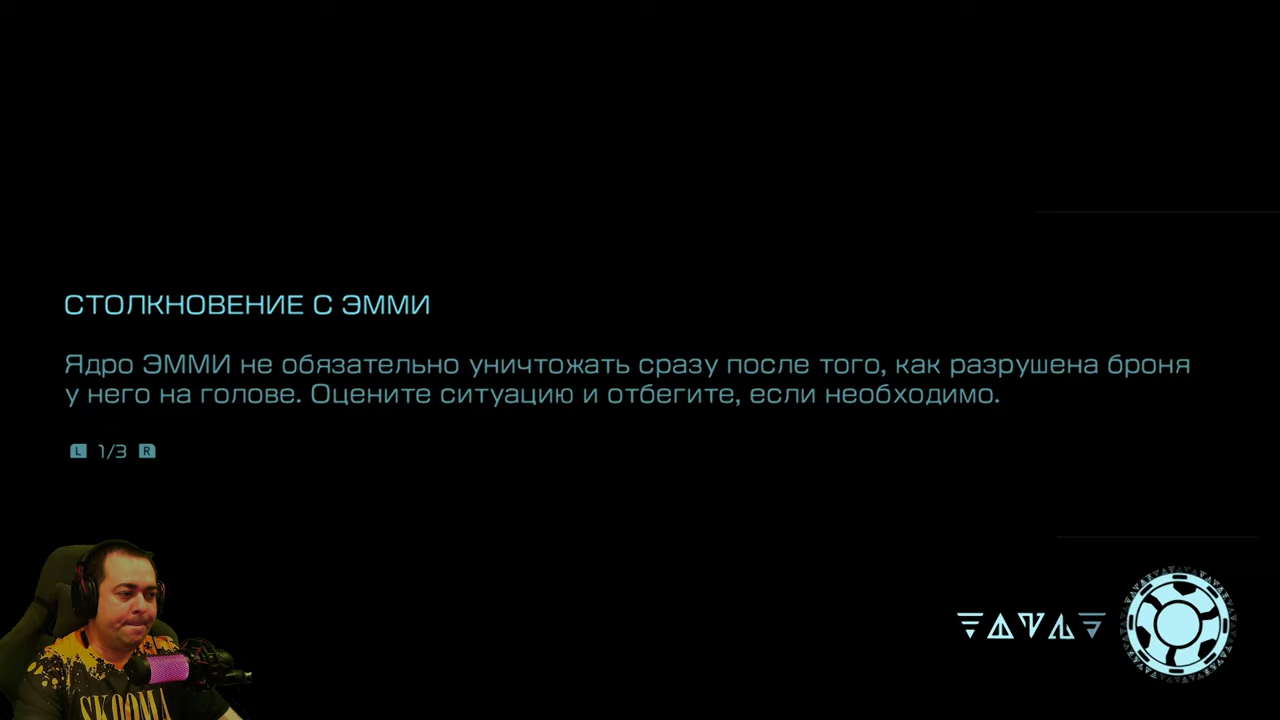 СТОЛКНОВЕНИЕ С ЭММИ
Ядро ЭММИ не обязательно уничтожать сразу после того, как разрушена броня
у него на голове. Оцените ситуацию и отбегите, если необходимо.
L 1/3 R
SKOOMA